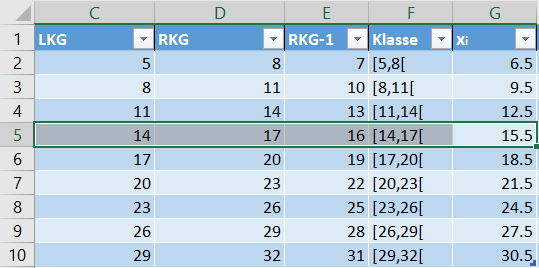 C D E F G
1 LKG RKG RKG-1 Klasse xᵢ
2 5 8 7 [5,8[ 6.5
3 8 11 10 [8,11[ 9.5
4 11 14 13 [11,14[ 12.5
5 14 17 16 [14,17[ 15.5
6 17 20 19 [17,20[ 18.5
7 20 23 22 [20,23[ 21.5
8 23 26 25 [23,26[ 24.5
9 26 29 28 [26,29[ 27.5
10 29 32 31 [29,32[ 30.5